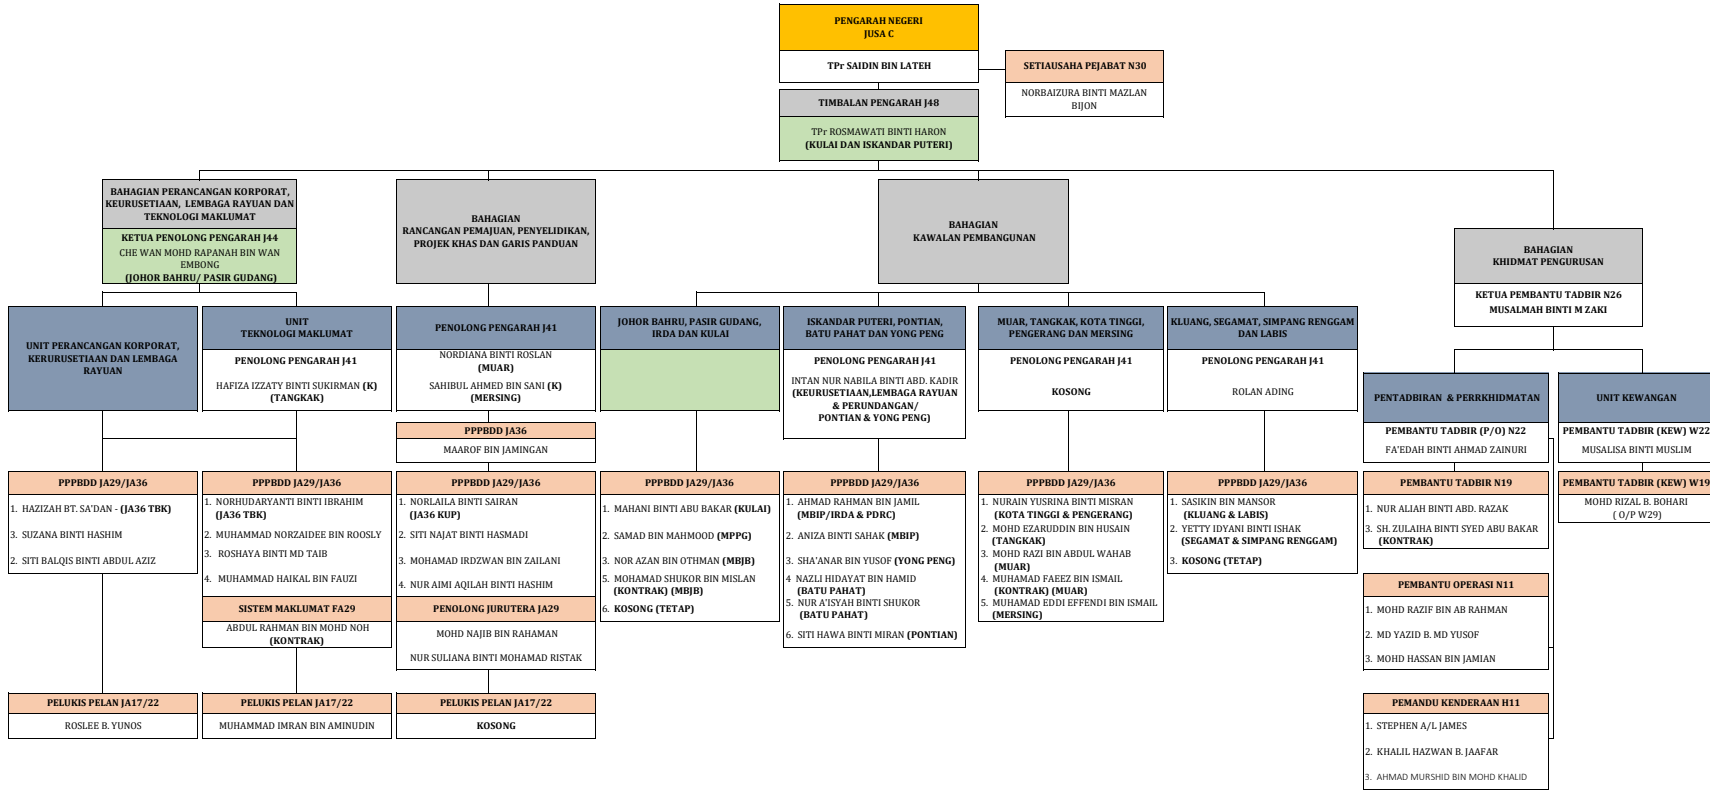 PENGARAH NEGERI
JUSA C
TPr SAIDIN BIN LATEH
SETIAUSAHA PEJABAT N30
NORBAIZURA BINTI MAZLAN
BIJON
TIMBALAN PENGARAH J48
TPr ROSMAWATI BINTI HARON
(KULAI DAN ISKANDAR PUTERI)
BAHAGIAN PERANCANGAN KORPORAT,
KEURUSETIAAN, LEMBAGA RAYUAN DAN
TEKNOLOGI MAKLUMAT
KETUA PENOLONG PENGARAH J44
CHE WAN MOHD RAPANAH BIN WAN
EMBONG
(JOHOR BAHRU/ PASIR GUDANG)
BAHAGIAN
RANCANGAN PEMAJUAN, PENYELIDIKAN,
PROJEK KHAS DAN GARIS PANDUAN
BAHAGIAN
KAWALAN PEMBANGUNAN
BAHAGIAN
KHIDMAT PENGURUSAN
KETUA PEMBANTU TADBIR N26
MUSALMAH BINTI M ZAKI
UNIT PERANCANGAN KORPORAT,
KERURUSETIAAN DAN LEMBAGA
RAYUAN
UNIT
TEKNOLOGI MAKLUMAT
PENOLONG PENGARAH J41
HAFIZA IZZATY BINTI SUKIRMAN (K)
(TANGKAK)
PENOLONG PENGARAH J41
NORDIANA BINTI ROSLAN
(MUAR)
SAHIBUL AHMED BIN SANI (K)
(MERSING)
PPPBDD JA36
MAAROF BIN JAMINGAN
JOHOR BAHRU, PASIR GUDANG,
IRDA DAN KULAI
ISKANDAR PUTERI, PONTIAN,
BATU PAHAT DAN YONG PENG
PENOLONG PENGARAH J41
INTAN NUR NABILA BINTI ABD. KADIR
(KEURUSETIAAN,LEMBAGA RAYUAN
& PERUNDANGAN/
PONTIAN & YONG PENG)
MUAR, TANGKAK, KOTA TINGGI,
PENGERANG DAN MERSING
PENOLONG PENGARAH J41
KOSONG
KLUANG, SEGAMAT, SIMPANG RENGGAM
DAN LABIS
PENOLONG PENGARAH J41
ROLAN ADING
PENTADBIRAN & PERRKHIDMATAN
PEMBANTU TADBIR (P/O) N22
FA'EDAH BINTI AHMAD ZAINURI
UNIT KEWANGAN
PEMBANTU TADBIR (KEW) W22
MUSALISA BINTI MUSLIM
PPPBDD JA29/JA36
1. HAZIZAH BT. SA'DAN - (JA36 TBK)
3. SUZANA BINTI HASHIM
2. SITI BALQIS BINTI ABDUL AZIZ
PPPBDD JA29/JA36
1. NORHUDARYANTI BINTI IBRAHIM
(JA36 TBK)
2. MUHAMMAD NORZAIDEE BIN ROOSLY
3. ROSHAYA BINTI MD TAIB
4. MUHAMMAD HAIKAL BIN FAUZI
SISTEM MAKLUMAT FA29
ABDUL RAHMAN BIN MOHD NOH
(KONTRAK)
PPPBDD JA29/JA36
1. NORLAILA BINTI SAIRAN
(JA36 KUP)
2. SITI NAJAT BINTI HASMADI
3. MOHAMAD IRDZWAN BIN ZAILANI
4. NUR AIMI AQILAH BINTI HASHIM
PENOLONG JURUTERA JA29
MOHD NAJIB BIN RAHAMAN
NUR SULIANA BINTI MOHAMAD RISTAK
PPPBDD JA29/JA36
1. MAHANI BINTI ABU BAKAR (KULAI)
2. SAMAD BIN MAHMOOD (MPPG)
3. NOR AZAN BIN OTHMAN (MBJB)
5. MOHAMAD SHUKOR BIN MISLAN
(KONTRAK) (MBJB)
6. KOSONG (TETAP)
PPPBDD JA29/JA36
1. AHMAD RAHMAN BIN JAMIL
(MBIP/IRDA & PDRC)
2. ANIZA BINTI SAHAK (MBIP)
3. SHA'ANAR BIN YUSOF (YONG PENG)
4 NAZLI HIDAYAT BIN HAMID
(BATU PAHAT)
5. NUR A'ISYAH BINTI SHUKOR
(BATU PAHAT)
6. SITI HAWA BINTI MIRAN (PONTIAN)
PPPBDD JA29/JA36
1. NURAIN YUSRINA BINTI MISRAN
(KOTA TINGGI & PENGERANG)
2. MOHD EZARUDDIN BIN HUSAIN
(TANGKAK)
3. MOHD RAZI BIN ABDUL WAHAB
(MUAR)
4. MUHAMAD FAEEZ BIN ISMAIL
(KONTRAK) (MUAR)
5. MUHAMAD EDDI EFFENDI BIN ISMAIL
(MERSING)
PPPBDD JA29/JA36
1. SASIKIN BIN MANSOR
(KLUANG & LABIS)
2. YETTY IDYANI BINTI ISHAK
(SEGAMAT & SIMPANG RENGGAM)
3. KOSONG (TETAP)
PEMBANTU TADBIR N19
1. NUR ALIAH BINTI ABD. RAZAK
3. SH. ZULAIHA BINTI SYED ABU BAKAR
(KONTRAK)
PEMBANTU TADBIR (KEW) W19
MOHD RIZAL B. BOHARI
( O/P W29)
PEMBANTU OPERASI N11
1. MOHD RAZIF BIN AB RAHMAN
2. MD YAZID B. MD YUSOF
3. MOHD HASSAN BIN JAMIAN
PELUKIS PELAN JA17/22
ROSLEE B. YUNOS
PELUKIS PELAN JA17/22
MUHAMMAD IMRAN BIN AMINUDIN
PELUKIS PELAN JA17/22
KOSONG
PEMANDU KENDERAAN H11
1. STEPHEN A/L JAMES
2. KHALIL HAZWAN B. JAAFAR
3. AHMAD MURSHID BIN MOHD KHALID